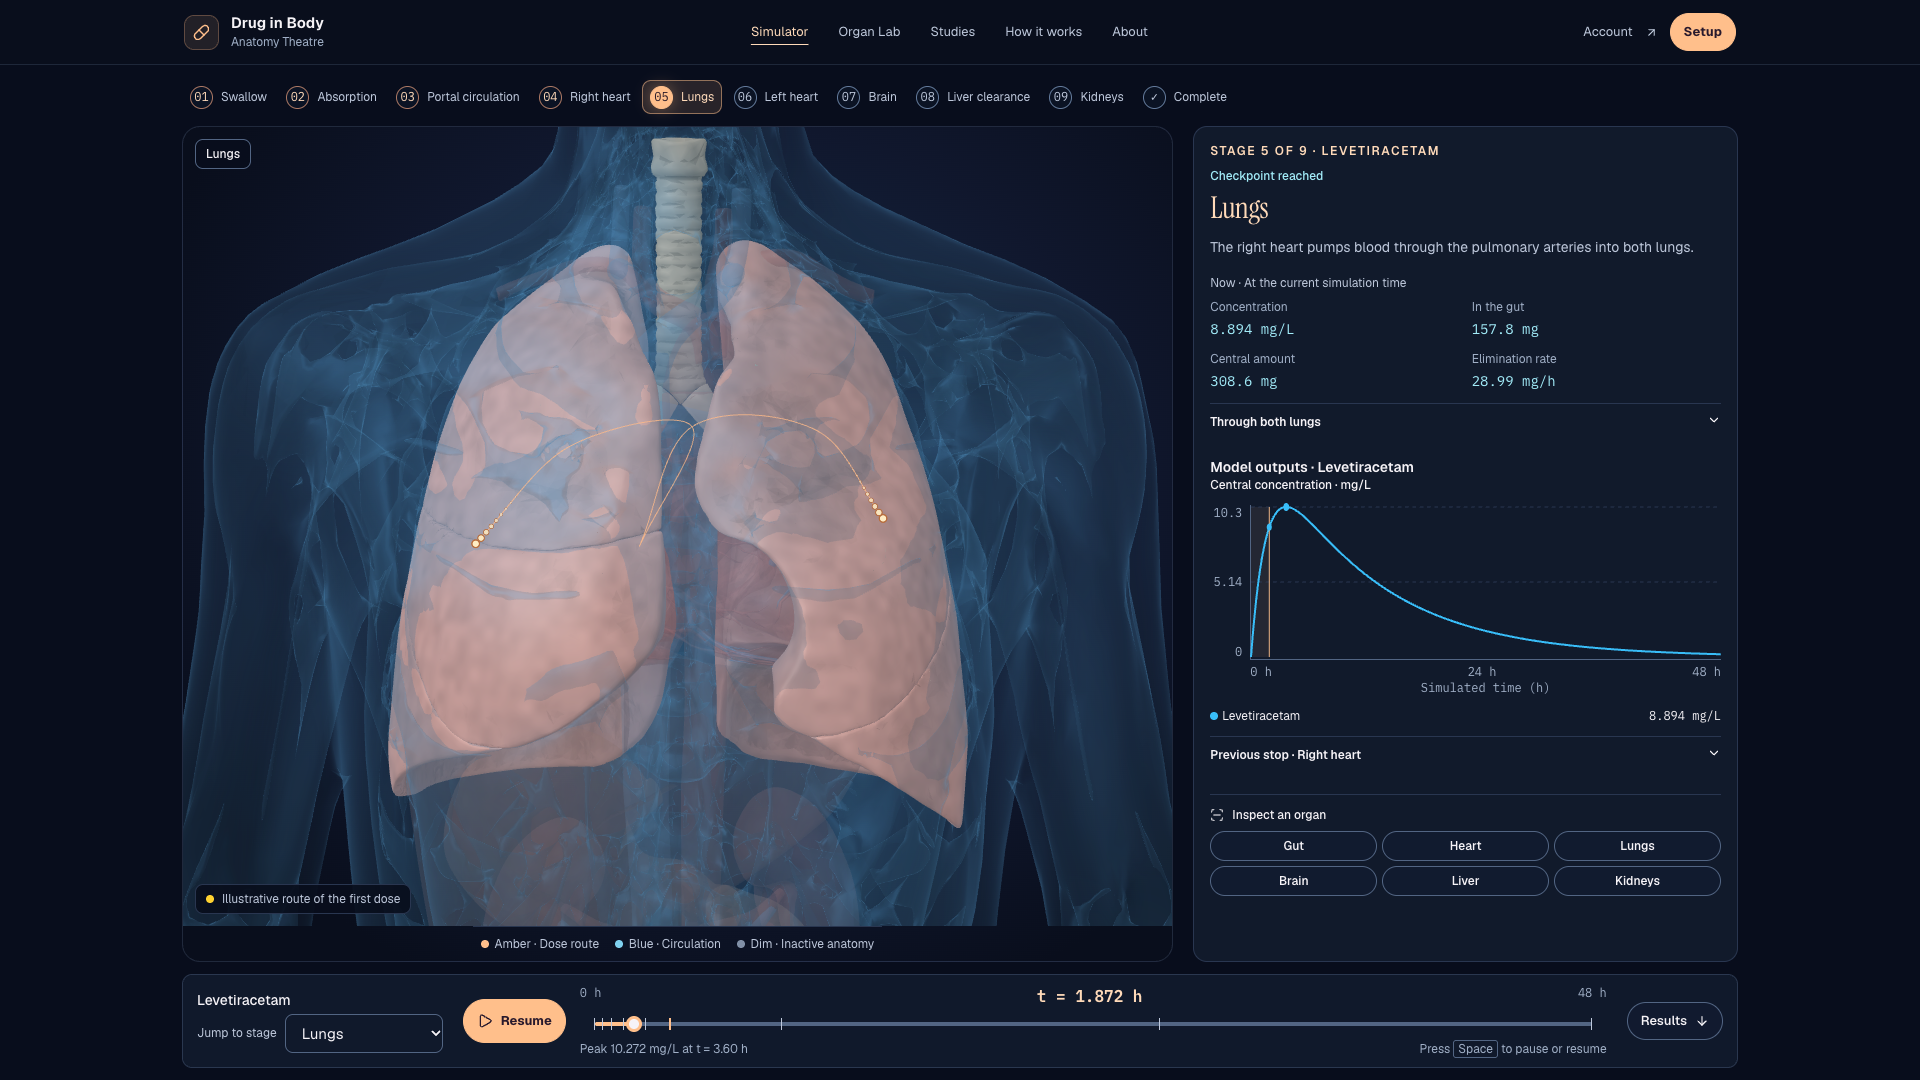 Drug in Body
Anatomy Theatre
Simulator
Organ Lab
Studies
How it works
About
Account
Setup
01 Swallow
02 Absorption
03 Portal circulation
04 Right heart
05 Lungs
06 Left heart
07 Brain
08 Liver clearance
09 Kidneys
✓ Complete
Lungs
Illustrative route of the first dose
Amber · Dose route
Blue · Circulation
Dim · Inactive anatomy
STAGE 5 OF 9 · LEVETIRACETAM
Checkpoint reached
Lungs
The right heart pumps blood through the pulmonary arteries into both lungs.
Now · At the current simulation time
Concentration
8.894 mg/L
In the gut
157.8 mg
Central amount
308.6 mg
Elimination rate
28.99 mg/h
Through both lungs
Model outputs · Levetiracetam
Central concentration · mg/L
10.3
5.14
0
0 h
24 h
48 h
Simulated time (h)
Levetiracetam
8.894 mg/L
Previous stop · Right heart
Inspect an organ
Gut
Heart
Lungs
Brain
Liver
Kidneys
Levetiracetam
Jump to stage
Lungs
Resume
0 h
t = 1.872 h
48 h
Peak 10.272 mg/L at t = 3.60 h
Press Space to pause or resume
Results